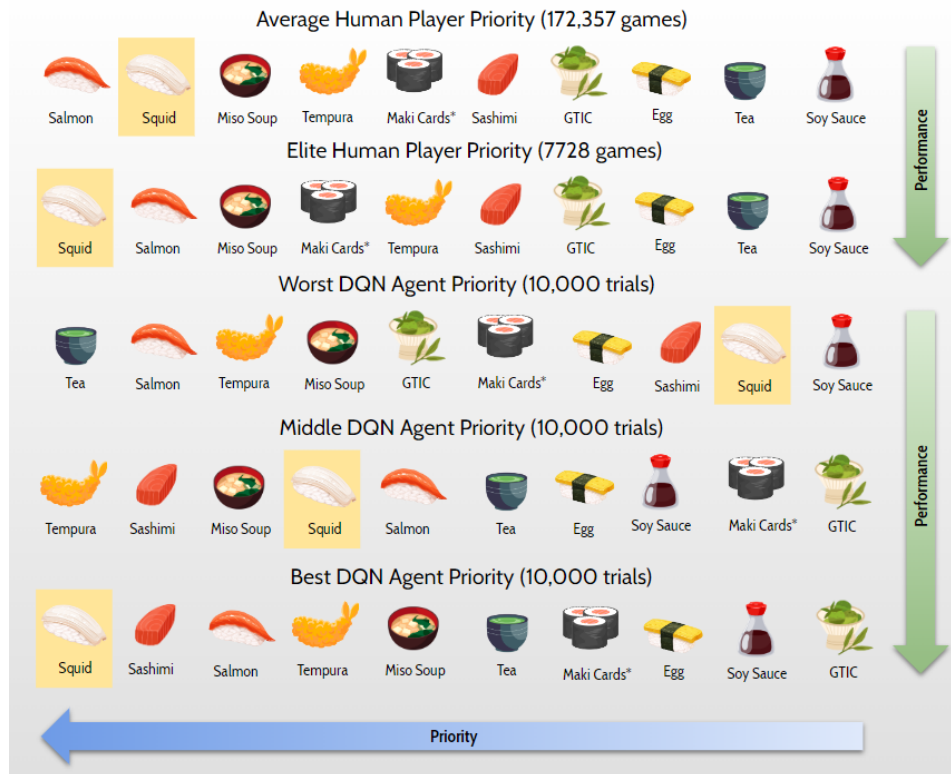 Average Human Player Priority (172,357 games)
Salmon Squid Miso Soup Tempura Maki Cards* Sashimi GTIC Egg Tea Soy Sauce
Elite Human Player Priority (7728 games)
Squid Salmon Miso Soup Maki Cards* Tempura Sashimi GTIC Egg Tea Soy Sauce
Performance
Worst DQN Agent Priority (10,000 trials)
Tea Salmon Tempura Miso Soup GTIC Maki Cards* Egg Sashimi Squid Soy Sauce
Middle DQN Agent Priority (10,000 trials)
Tempura Sashimi Miso Soup Squid Salmon Tea Egg Soy Sauce Maki Cards* GTIC
Best DQN Agent Priority (10,000 trials)
Squid Sashimi Salmon Tempura Miso Soup Tea Maki Cards* Egg Soy Sauce GTIC
Performance
Priority